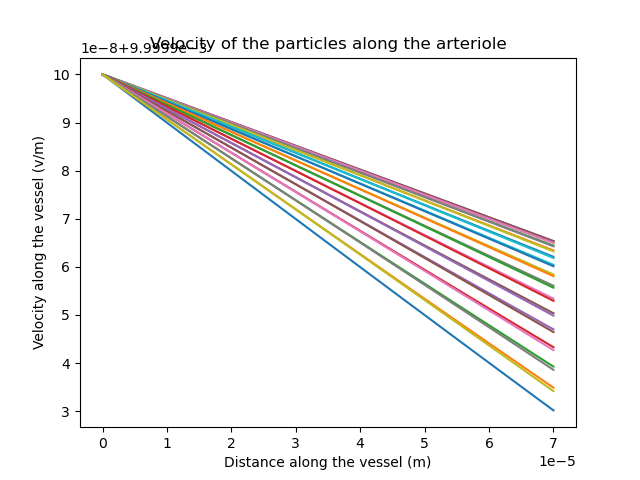 Velocity of the particles along the arteriole
1e−8+9.9999e−3
10
9
8
7
6
5
4
3
Velocity along the vessel (v/m)
0 1 2 3 4 5 6 7
1e−5
Distance along the vessel (m)